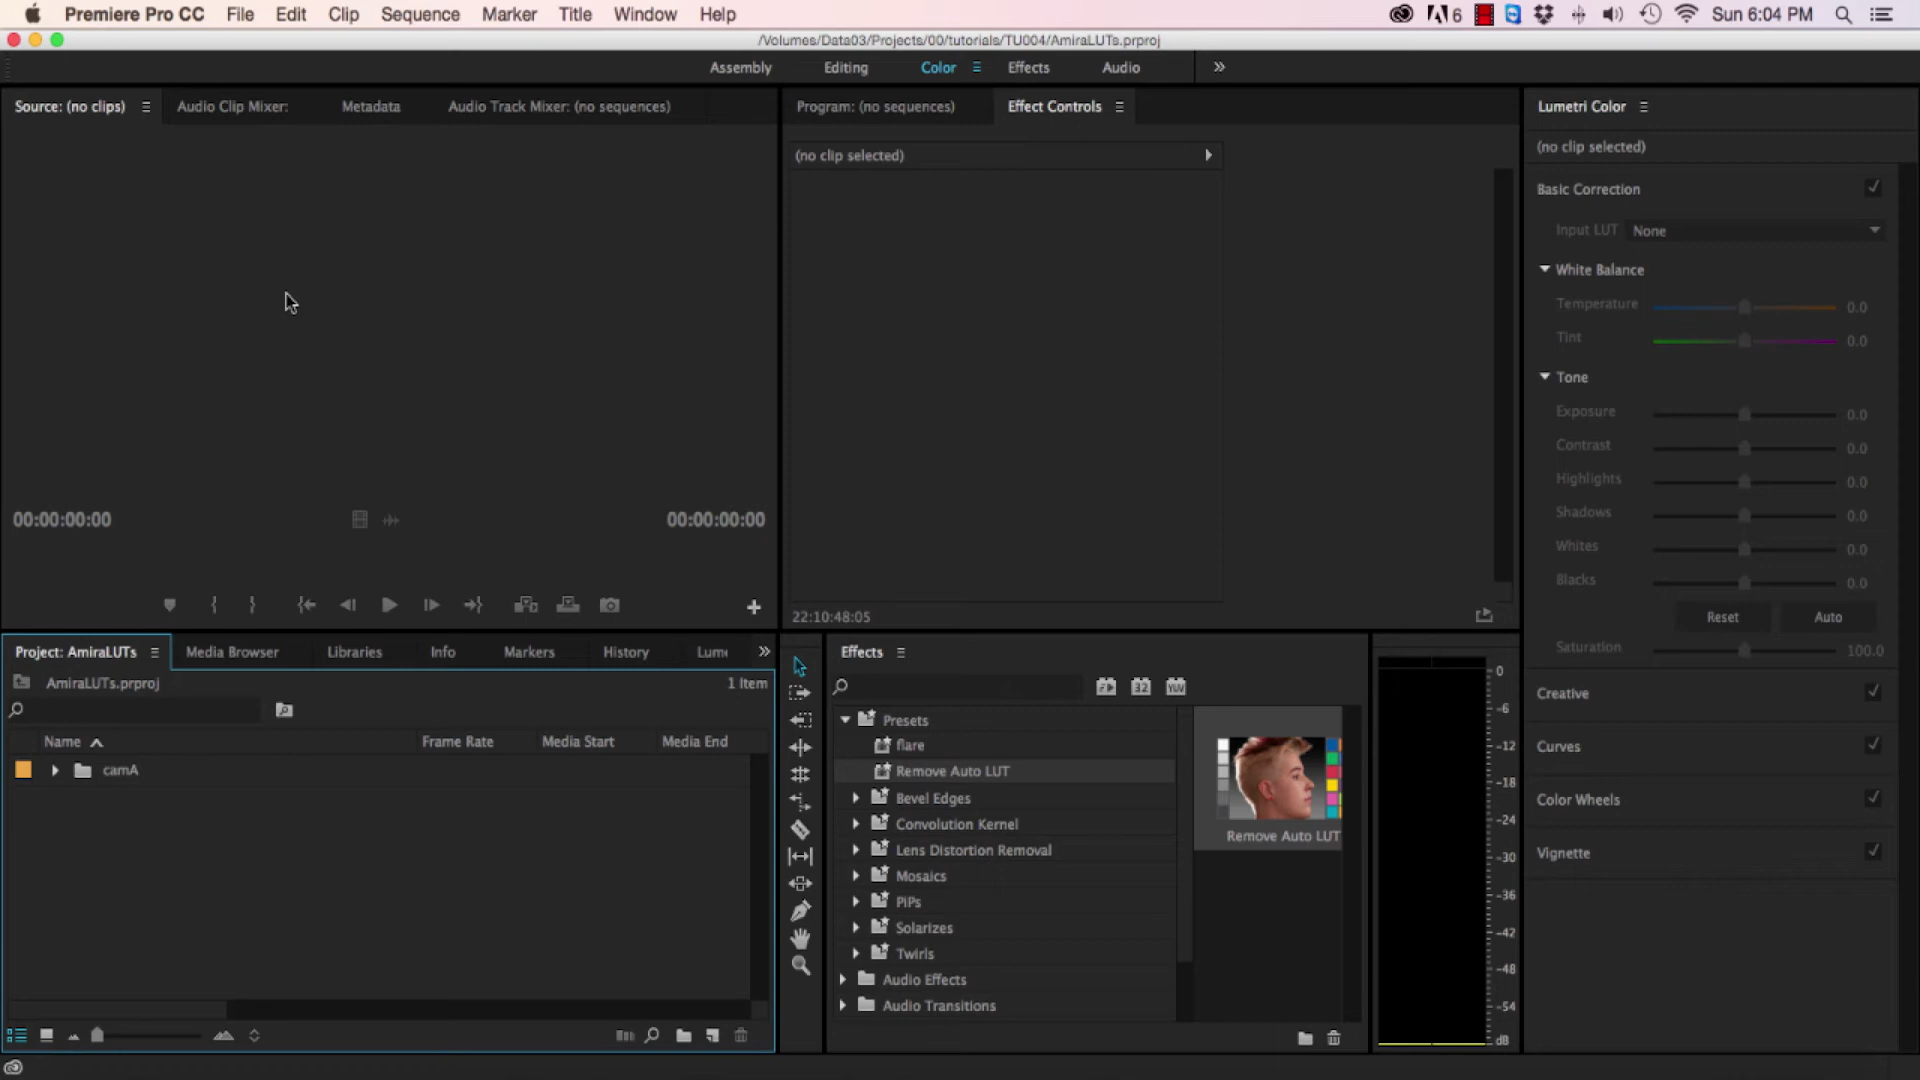 Premiere Pro CC File Edit Clip Sequence Marker Title Window Help 6 Sun 6:04 PM
/Volumes/Data03/Projects/00/tutorials/TU004/AmiraLUTs.prproj
Assembly Editing Color Effects Audio
Source: (no clips) Audio Clip Mixer: Metadata Audio Track Mixer: (no sequences)
00:00:00:00 00:00:00:00
Program: (no sequences) Effect Controls
(no clip selected)
22:10:48:05
Lumetri Color
(no clip selected)
Basic Correction
Input LUT None
White Balance
Temperature 0.0
Tint 0.0
Tone
Exposure 0.0
Contrast 0.0
Highlights 0.0
Shadows 0.0
Whites 0.0
Blacks 0.0
Reset Auto
Saturation 100.0
Creative
Curves
Color Wheels
Vignette
Project: AmiraLUTs Media Browser Libraries Info Markers History Lume
AmiraLUTs.prproj 1 Item
Name Frame Rate Media Start Media End
camA
Effects
32 YUV
Presets
flare
Remove Auto LUT
Bevel Edges
Convolution Kernel
Lens Distortion Removal
Mosaics
PiPs
Solarizes
Twirls
Audio Effects
Audio Transitions
Remove Auto LUT
0
-6
-12
-18
-24
-30
-36
-42
-48
-54
dB